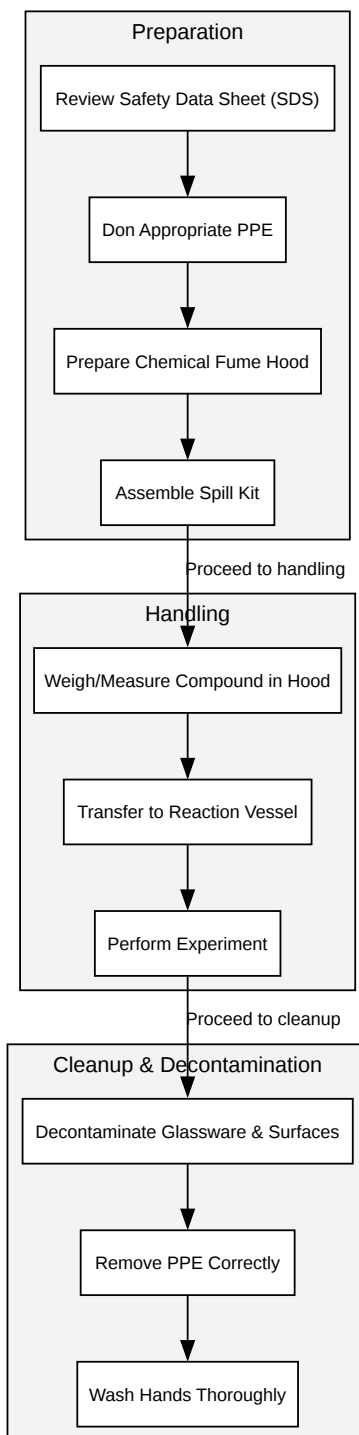 Preparation
Review Safety Data Sheet (SDS)
Don Appropriate PPE
Prepare Chemical Fume Hood
Assemble Spill Kit
Proceed to handling
Handling
Weigh/Measure Compound in Hood
Transfer to Reaction Vessel
Perform Experiment
Proceed to cleanup
Cleanup & Decontamination
Decontaminate Glassware & Surfaces
Remove PPE Correctly
Wash Hands Thoroughly